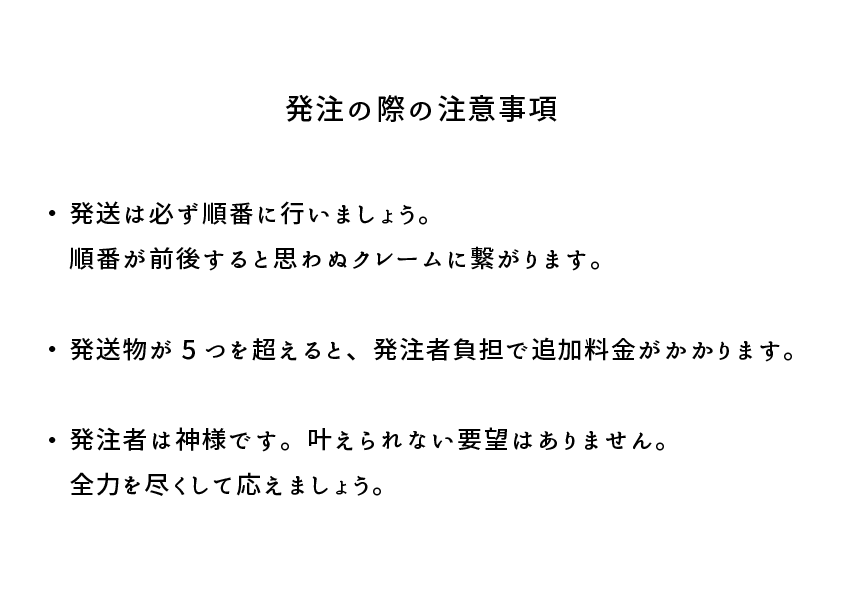 発注の際の注意事項
・発送は必ず順番に行いましょう。
順番が前後すると思わぬクレームに繋がります。
・発送物が 5 つを超えると、発注者負担で追加料金がかかります。
・発注者は神様です。叶えられない要望はありません。
全力を尽くして応えましょう。